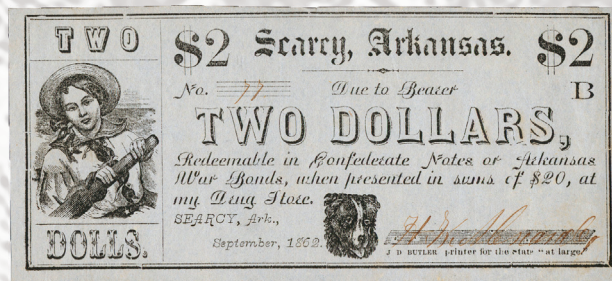 TWO
$2 Searcy, Arkansas. $2
No. 77 Due to Bearer B
TWO DOLLARS,
Redeemable in Confederate Notes or Arkansas
War Bonds, when presented in sums of $20, at
my Drug Store.
SEARCY, Ark.,
September, 1862.
DOLLS.
J D BUTLER printer for the State "at large."